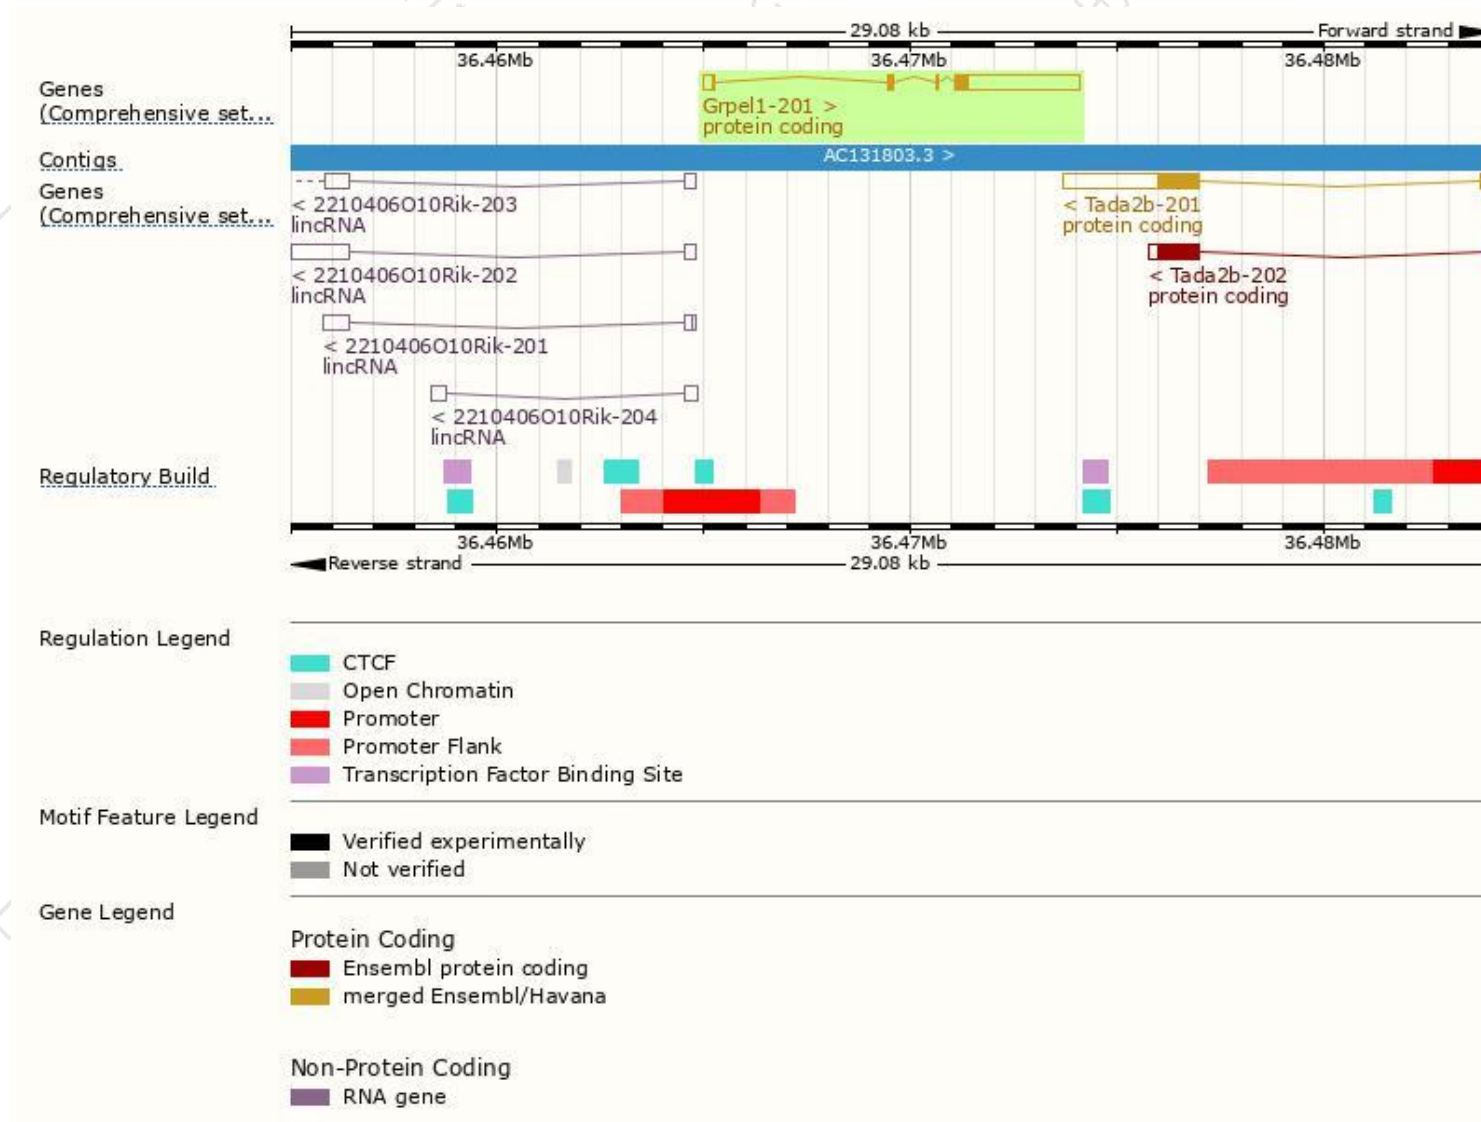 29.08 kb Forward strand
36.46Mb 36.47Mb 36.48Mb
Genes
(Comprehensive set...
Grpel1-201 >
protein coding
Contigs AC131803.3 >
Genes
(Comprehensive set...
< 2210406O10Rik-203 < Tada2b-201
lincRNA protein coding
< 2210406O10Rik-202 < Tada2b-202
lincRNA protein coding
< 2210406O10Rik-201
lincRNA
< 2210406O10Rik-204
lincRNA
Regulatory Build
36.46Mb 36.47Mb 36.48Mb
Reverse strand 29.08 kb
Regulation Legend
CTCF
Open Chromatin
Promoter
Promoter Flank
Transcription Factor Binding Site
Motif Feature Legend
Verified experimentally
Not verified
Gene Legend
Protein Coding
Ensembl protein coding
merged Ensembl/Havana
Non-Protein Coding
RNA gene